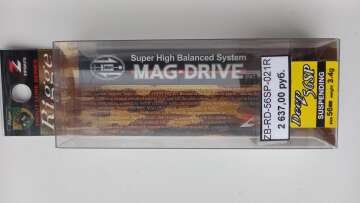 Rigge
Super High Balanced System
MAG-DRIVE
ZB-RD-56SP-021R
2 637,00 руб.
Deep 56SP
SUSPENDING
56mm
3.4g